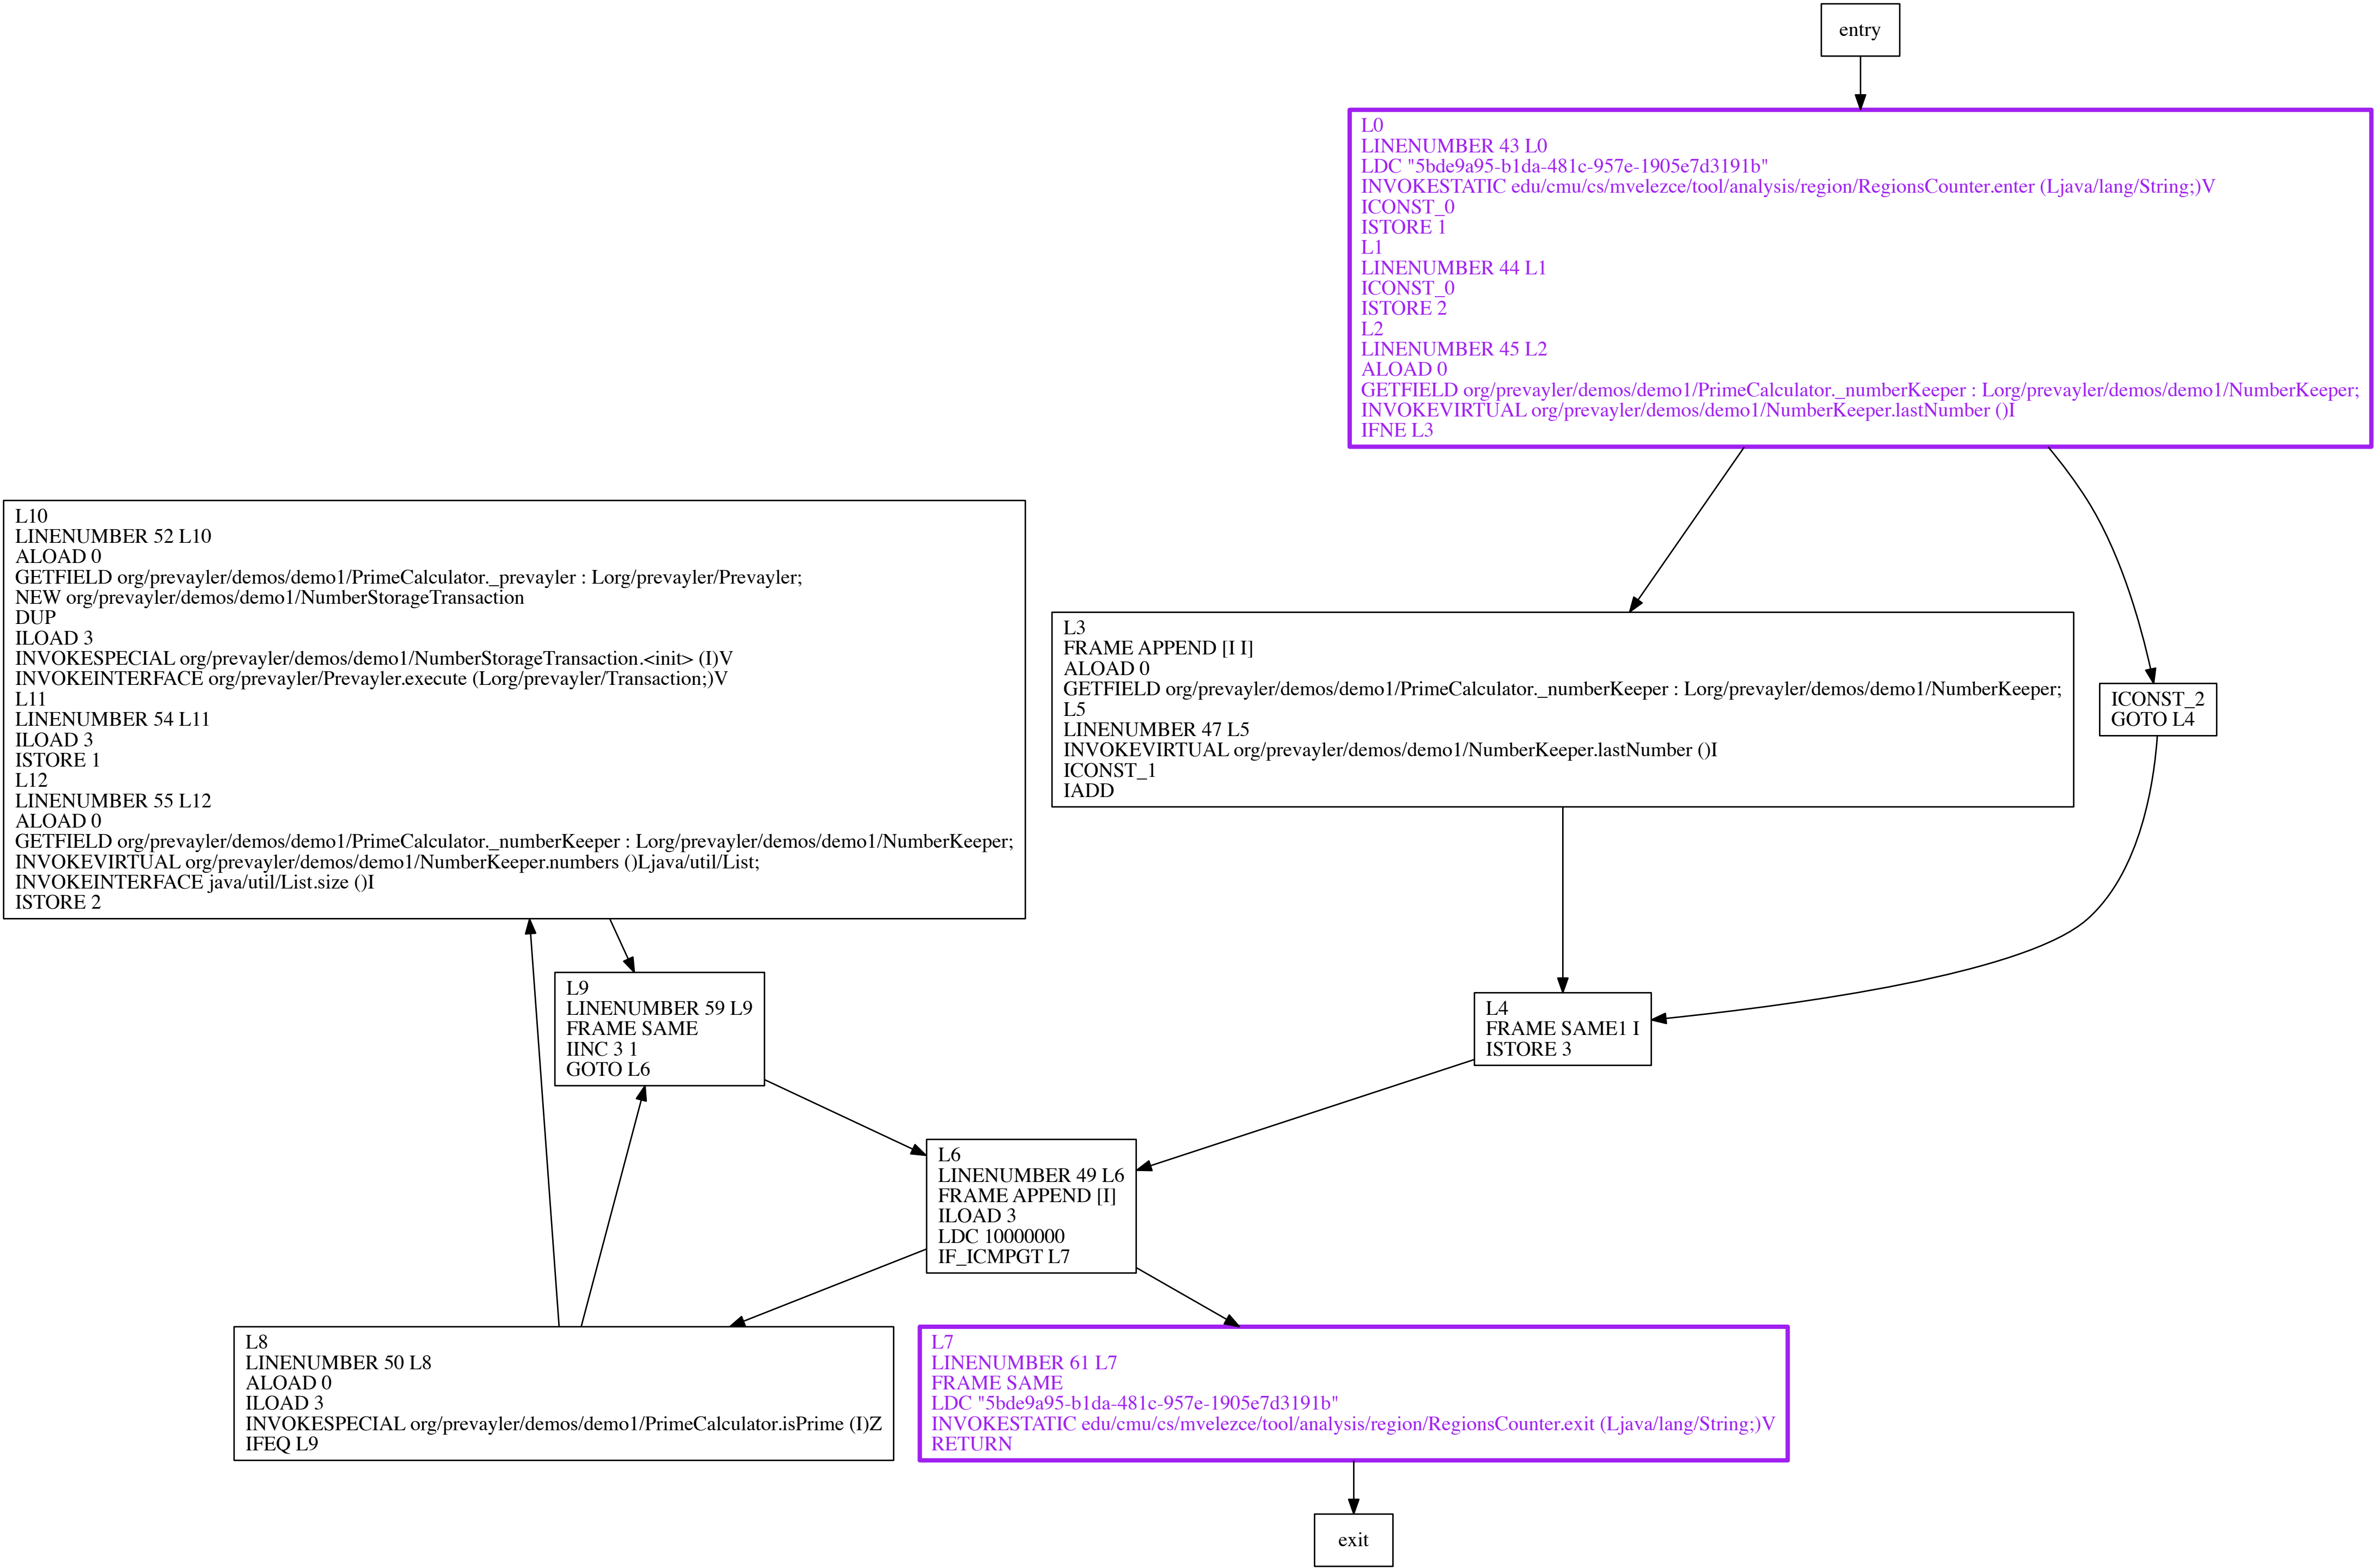 entry
L0
LINENUMBER 43 L0
LDC "5bde9a95-b1da-481c-957e-1905e7d3191b"
INVOKESTATIC edu/cmu/cs/mvelezce/tool/analysis/region/RegionsCounter.enter (Ljava/lang/String;)V
ICONST_0
ISTORE 1
L1
LINENUMBER 44 L1
ICONST_0
ISTORE 2
L2
LINENUMBER 45 L2
ALOAD 0
GETFIELD org/prevayler/demos/demo1/PrimeCalculator._numberKeeper : Lorg/prevayler/demos/demo1/NumberKeeper;
INVOKEVIRTUAL org/prevayler/demos/demo1/NumberKeeper.lastNumber ()I
IFNE L3
L10
LINENUMBER 52 L10
ALOAD 0
GETFIELD org/prevayler/demos/demo1/PrimeCalculator._prevayler : Lorg/prevayler/Prevayler;
NEW org/prevayler/demos/demo1/NumberStorageTransaction
DUP
ILOAD 3
INVOKESPECIAL org/prevayler/demos/demo1/NumberStorageTransaction.<init> (I)V
INVOKEINTERFACE org/prevayler/Prevayler.execute (Lorg/prevayler/Transaction;)V
L11
LINENUMBER 54 L11
ILOAD 3
ISTORE 1
L12
LINENUMBER 55 L12
ALOAD 0
GETFIELD org/prevayler/demos/demo1/PrimeCalculator._numberKeeper : Lorg/prevayler/demos/demo1/NumberKeeper;
INVOKEVIRTUAL org/prevayler/demos/demo1/NumberKeeper.numbers ()Ljava/util/List;
INVOKEINTERFACE java/util/List.size ()I
ISTORE 2
L3
FRAME APPEND [I I]
ALOAD 0
GETFIELD org/prevayler/demos/demo1/PrimeCalculator._numberKeeper : Lorg/prevayler/demos/demo1/NumberKeeper;
L5
LINENUMBER 47 L5
INVOKEVIRTUAL org/prevayler/demos/demo1/NumberKeeper.lastNumber ()I
ICONST_1
IADD
ICONST_2
GOTO L4
L9
LINENUMBER 59 L9
FRAME SAME
IINC 3 1
GOTO L6
L4
FRAME SAME1 I
ISTORE 3
L6
LINENUMBER 49 L6
FRAME APPEND [I]
ILOAD 3
LDC 10000000
IF_ICMPGT L7
L8
LINENUMBER 50 L8
ALOAD 0
ILOAD 3
INVOKESPECIAL org/prevayler/demos/demo1/PrimeCalculator.isPrime (I)Z
IFEQ L9
L7
LINENUMBER 61 L7
FRAME SAME
LDC "5bde9a95-b1da-481c-957e-1905e7d3191b"
INVOKESTATIC edu/cmu/cs/mvelezce/tool/analysis/region/RegionsCounter.exit (Ljava/lang/String;)V
RETURN
exit